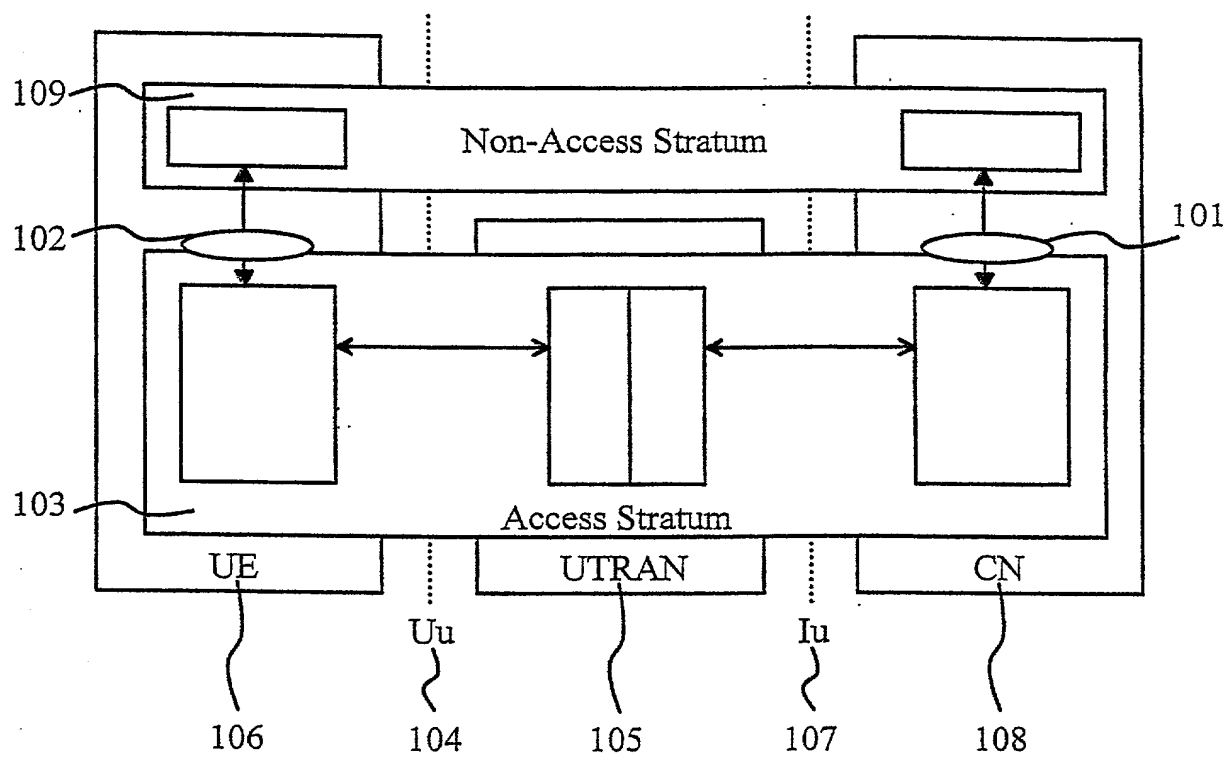 109
Non-Access Stratum
102
101
103
Access Stratum
UE
UTRAN
CN
Uu
Iu
106
104
105
107
108